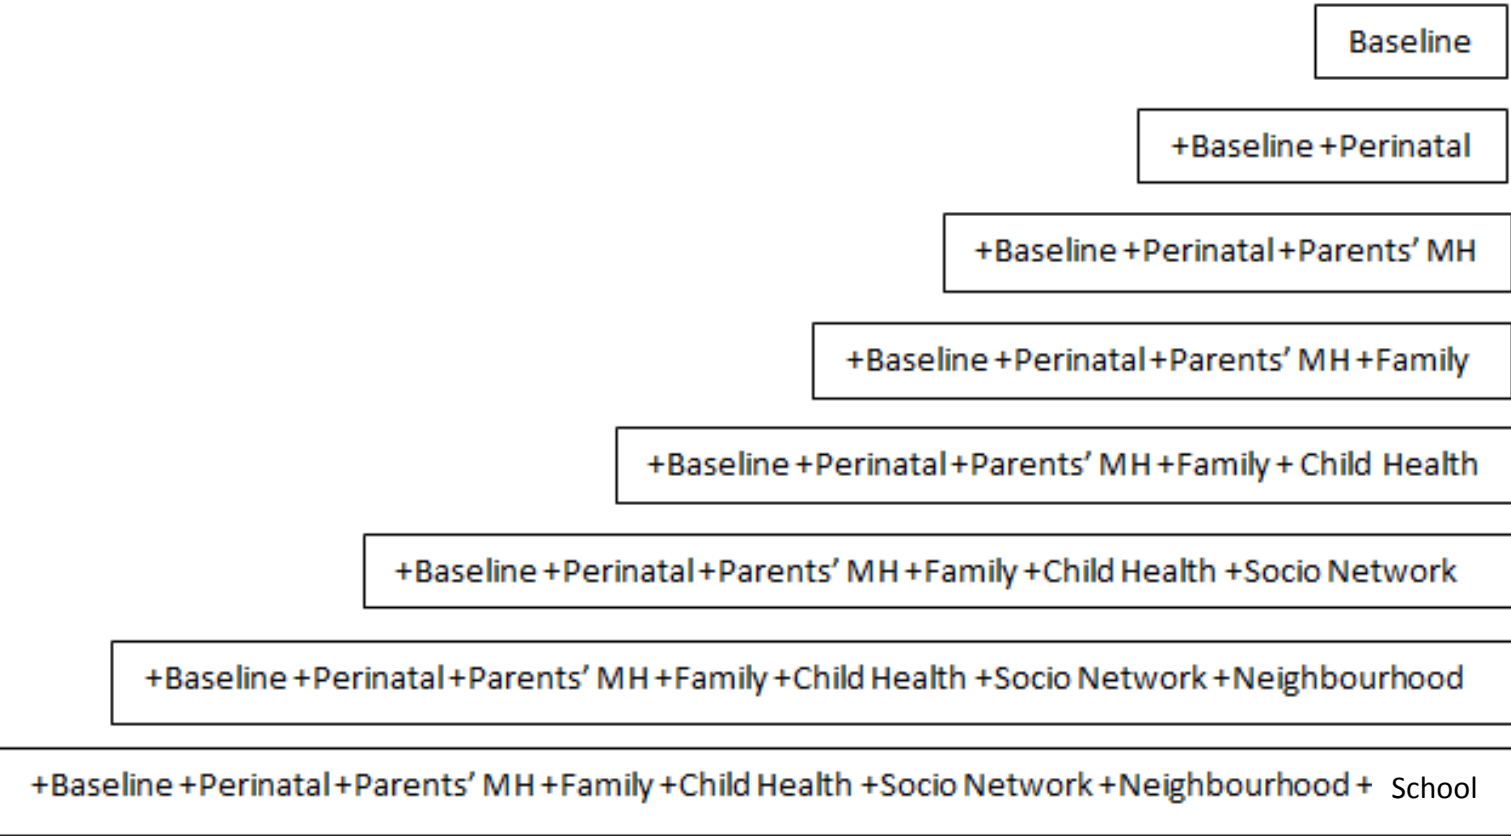 Baseline
+Baseline +Perinatal
+Baseline +Perinatal +Parents’ MH
+Baseline +Perinatal +Parents’ MH +Family
+Baseline +Perinatal +Parents’ MH +Family + Child Health
+Baseline +Perinatal +Parents’ MH +Family +Child Health +Socio Network
+Baseline +Perinatal +Parents’ MH +Family +Child Health +Socio Network +Neighbourhood
+Baseline +Perinatal +Parents’ MH +Family +Child Health +Socio Network +Neighbourhood + School